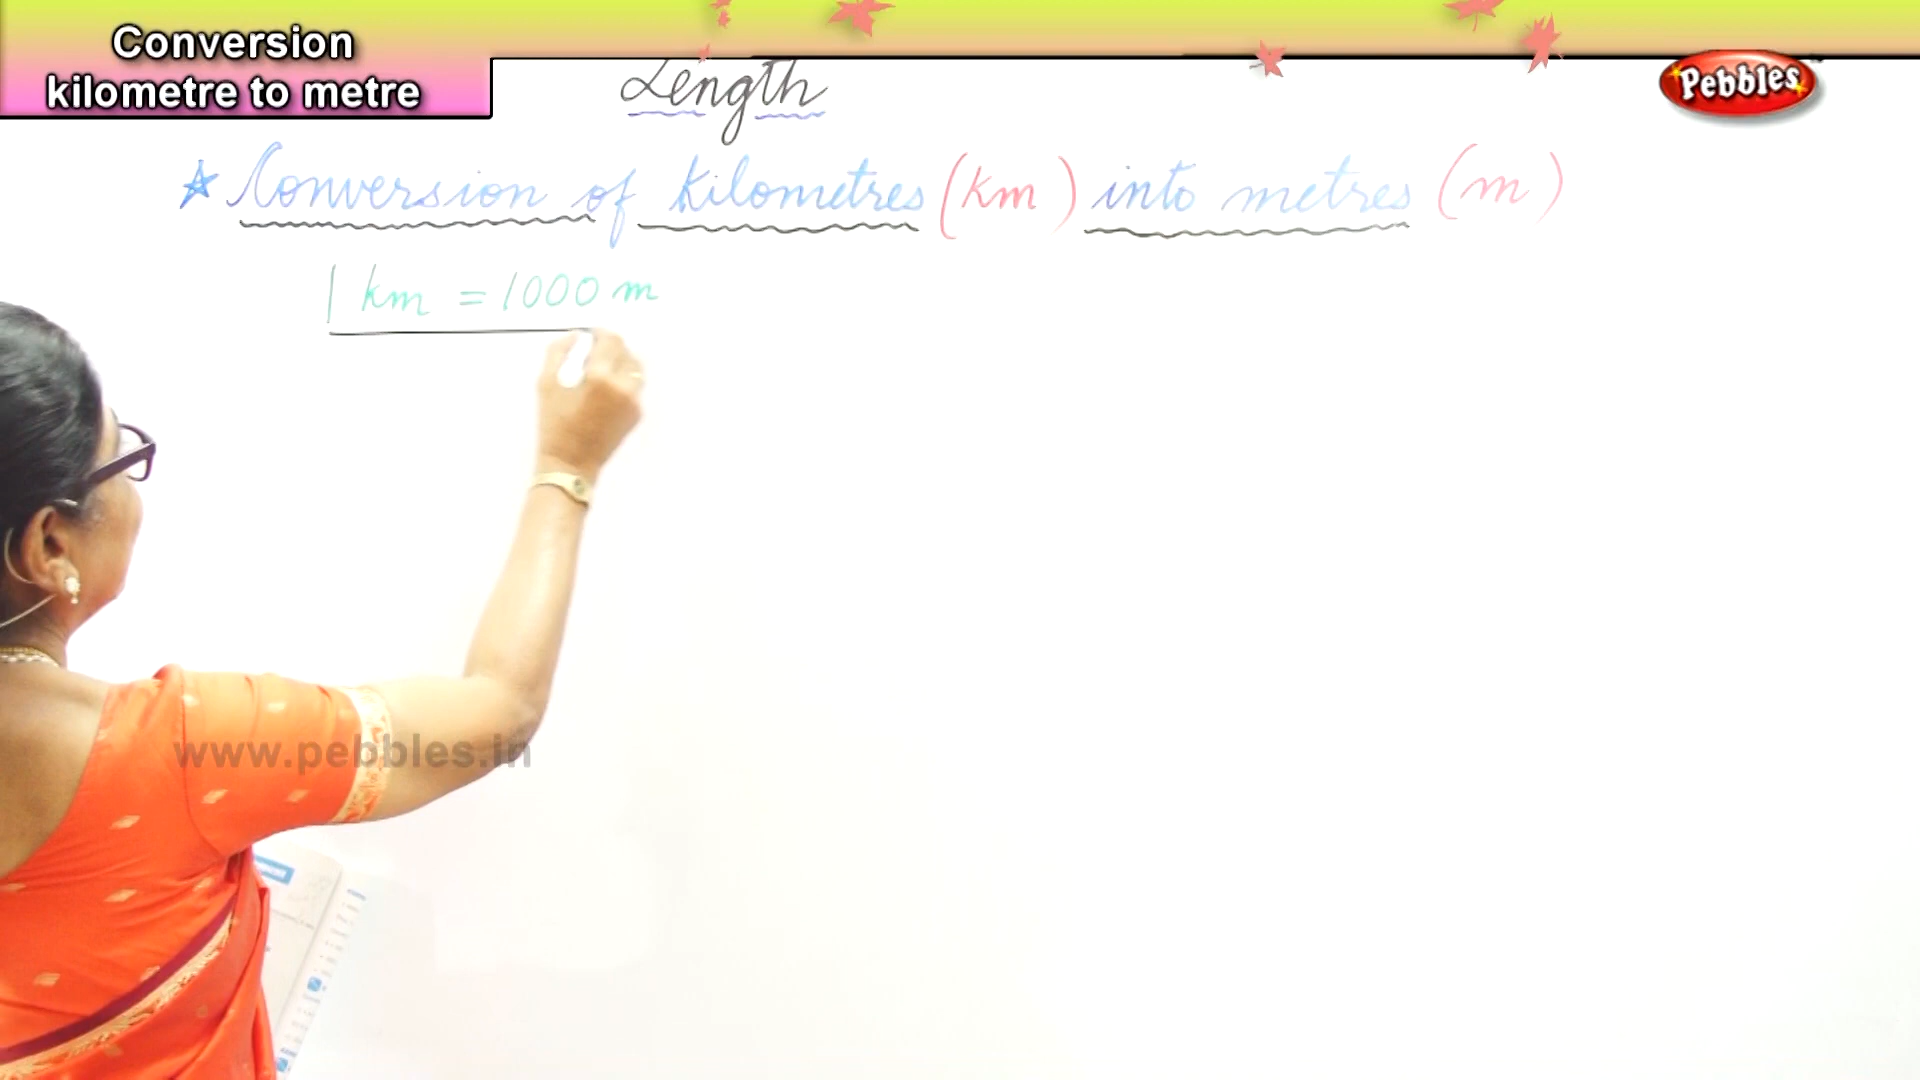 Conversion
kilometre to metre
Pebbles
Length
Conversion of kilometres (km) into metres (m)
1 km = 1000 m
www.pebbles.in